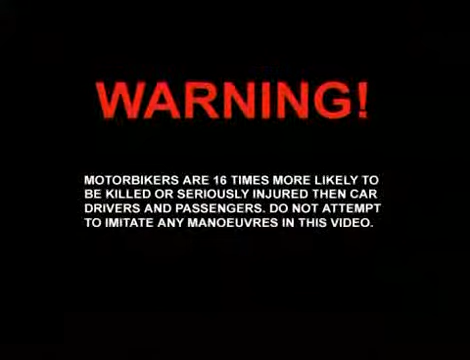 WARNING!
MOTORBIKERS ARE 16 TIMES MORE LIKELY TO
BE KILLED OR SERIOUSLY INJURED THEN CAR
DRIVERS AND PASSENGERS. DO NOT ATTEMPT
TO IMITATE ANY MANOEUVRES IN THIS VIDEO.